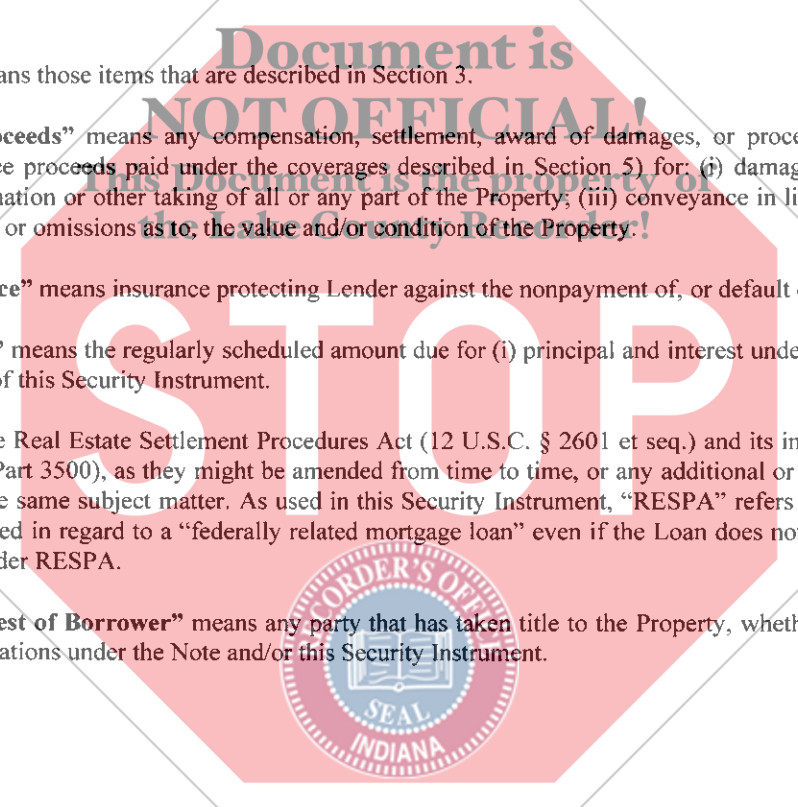 Document is
ans those items that are described in Section 3.
NOT OFFICIAL!
oceeds” means any compensation, settlement, award of damages, or proce
ce proceeds paid under the coverages described in Section 5) for: (i) damag
This Document is the property of
nation or other taking of all or any part of the Property; (iii) conveyance in li
the Lake County Recorder!
or omissions as to, the value and/or condition of the Property.
ce” means insurance protecting Lender against the nonpayment of, or default
” means the regularly scheduled amount due for (i) principal and interest unde
of this Security Instrument.
STOP
e Real Estate Settlement Procedures Act (12 U.S.C. § 2601 et seq.) and its in
Part 3500), as they might be amended from time to time, or any additional or
e same subject matter. As used in this Security Instrument, “RESPA” refers
ed in regard to a “federally related mortgage loan” even if the Loan does no
der RESPA.
RECORDER'S OFFICE
est of Borrower” means any party that has taken title to the Property, wheth
ations under the Note and/or this Security Instrument.
SEAL
INDIANA